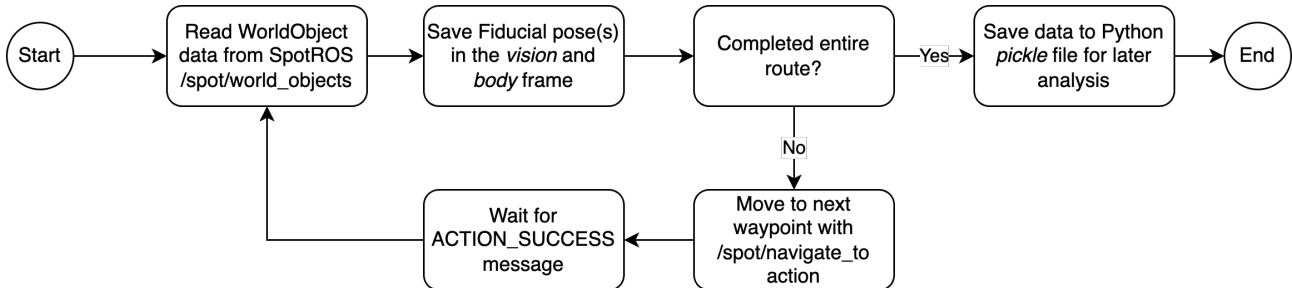 Start
Read WorldObject
data from SpotROS
/spot/world_objects
Save Fiducial pose(s)
in the vision and
body frame
Completed entire
route?
Yes
Save data to Python
pickle file for later
analysis
End
No
Move to next
waypoint with
/spot/navigate_to
action
Wait for
ACTION_SUCCESS
message